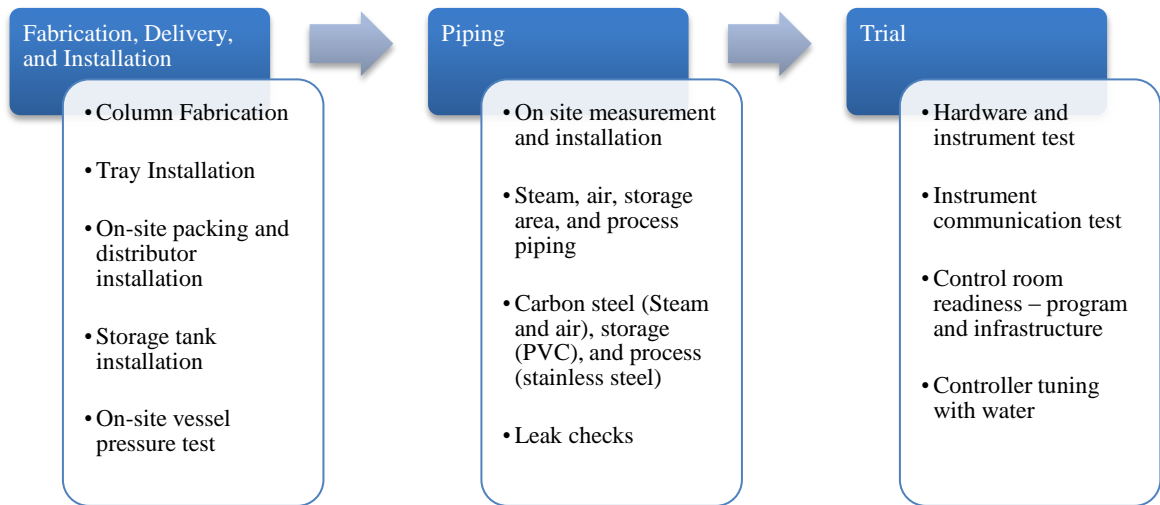 Fabrication, Delivery,
and Installation
• Column Fabrication
• Tray Installation
• On-site packing and
distributor
installation
• Storage tank
installation
• On-site vessel
pressure test
Piping
• On site measurement
and installation
• Steam, air, storage
area, and process
piping
• Carbon steel (Steam
and air), storage
(PVC), and process
(stainless steel)
• Leak checks
Trial
• Hardware and
instrument test
• Instrument
communication test
• Control room
readiness – program
and infrastructure
• Controller tuning
with water